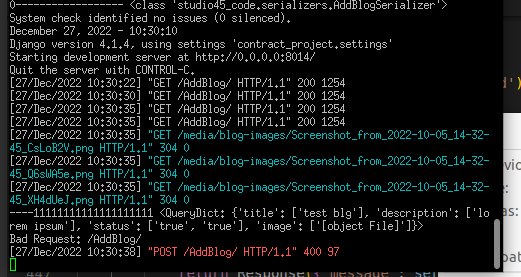 0------------------ <class 'studio45_code.serializers.AddBlogSerializer'>
System check identified no issues (0 silenced).
December 27, 2022 - 10:30:10
Django version 4.1.4, using settings 'contract_project.settings'
Starting development server at http://0.0.0.0:8014/
Quit the server with CONTROL-C.
[27/Dec/2022 10:30:22] "GET /AddBlog/ HTTP/1.1" 200 1254
[27/Dec/2022 10:30:30] "GET /AddBlog/ HTTP/1.1" 200 1254
[27/Dec/2022 10:30:35] "GET /AddBlog/ HTTP/1.1" 200 1254
[27/Dec/2022 10:30:35] "GET /AddBlog/ HTTP/1.1" 200 1254
[27/Dec/2022 10:30:35] "GET /media/blog-images/Screenshot_from_2022-10-05_14-32-
45_CsLoB2V.png HTTP/1.1" 304 0
[27/Dec/2022 10:30:35] "GET /media/blog-images/Screenshot_from_2022-10-05_14-32-
45_Q6sWA5e.png HTTP/1.1" 304 0
[27/Dec/2022 10:30:35] "GET /media/blog-images/Screenshot_from_2022-10-05_14-32-
45_XH4dUeJ.png HTTP/1.1" 304 0
----11111111111111111111 <QueryDict: {'title': ['test blg'], 'description': ['lo
rem ipsum'], 'status': ['true', 'true'], 'image': ['[object File]']}>
Bad Request: /AddBlog/
[27/Dec/2022 10:30:38] "POST /AddBlog/ HTTP/1.1" 400 97
447 return Response({'message': ser